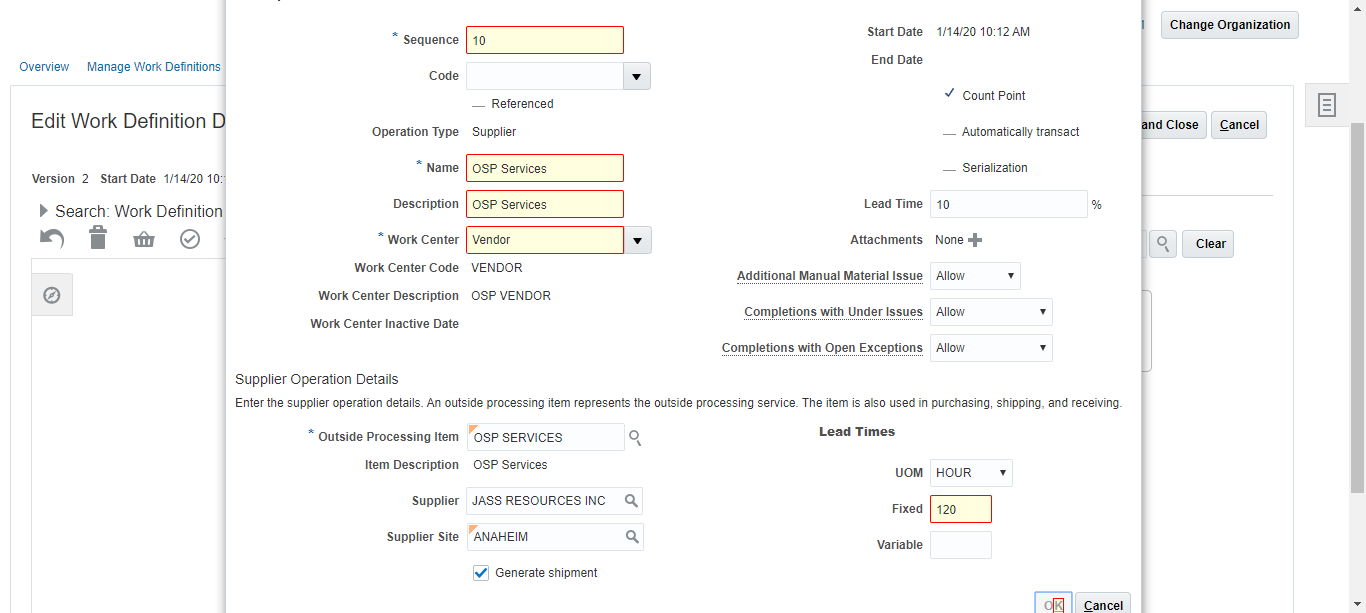 Change Organization
Overview Manage Work Definitions
Edit Work Definition D
and Close Cancel
Version 2 Start Date 1/14/20 10:
Search: Work Definition
Clear
* Sequence 10
Code
Referenced
Operation Type Supplier
* Name OSP Services
Description OSP Services
* Work Center Vendor
Work Center Code VENDOR
Work Center Description OSP VENDOR
Work Center Inactive Date
Start Date 1/14/20 10:12 AM
End Date
Count Point
Automatically transact
Serialization
Lead Time 10 %
Attachments None
Additional Manual Material Issue Allow
Completions with Under Issues Allow
Completions with Open Exceptions Allow
Supplier Operation Details
Enter the supplier operation details. An outside processing item represents the outside processing service. The item is also used in purchasing, shipping, and receiving.
* Outside Processing Item OSP SERVICES
Item Description OSP Services
Supplier JASS RESOURCES INC
Supplier Site ANAHEIM
Generate shipment
Lead Times
UOM HOUR
Fixed 120
Variable
OK Cancel